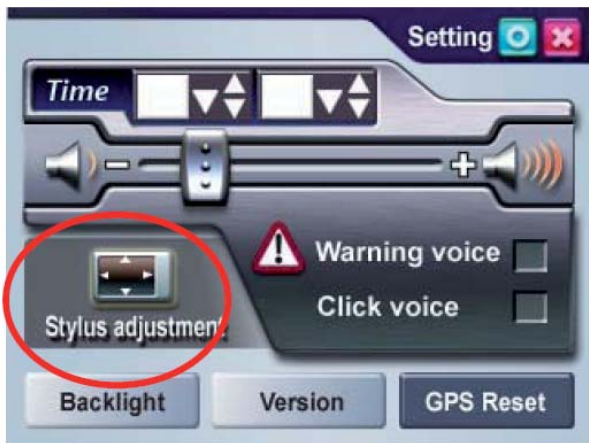 Setting
Time
Warning voice
Click voice
Stylus adjustment
Backlight
Version
GPS Reset